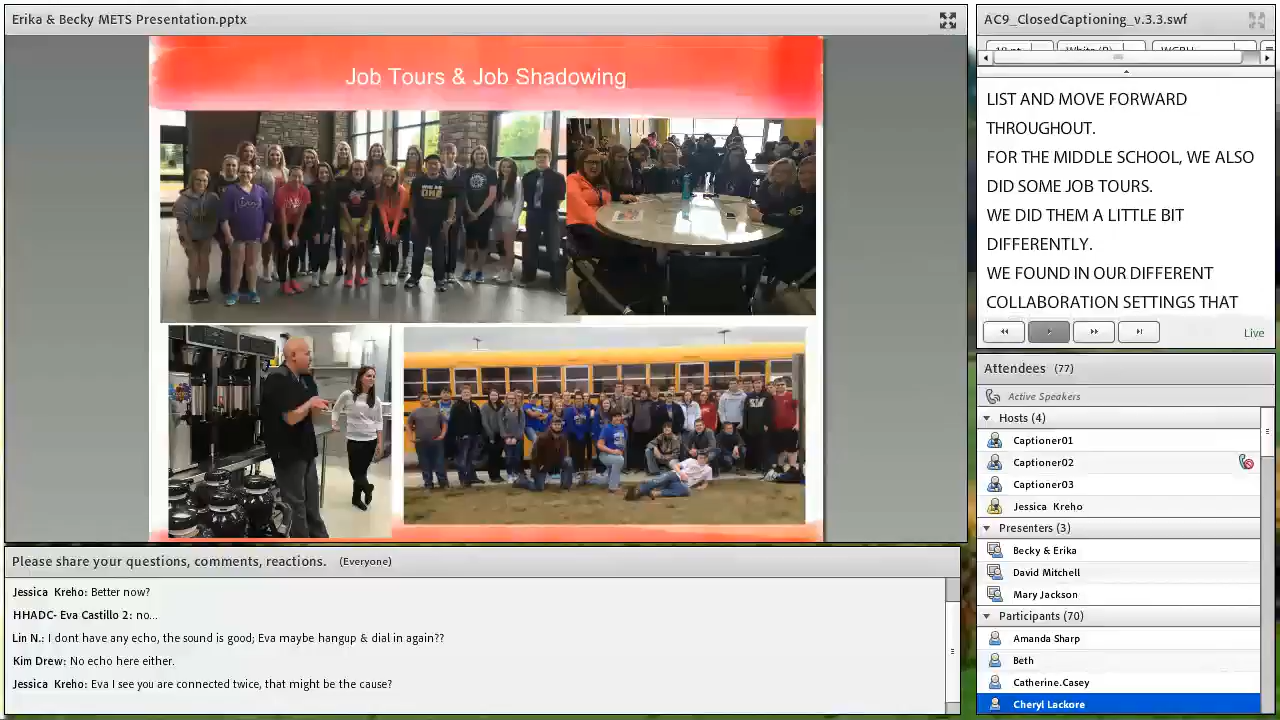 Erika & Becky METS Presentation.pptx
Job Tours & Job Shadowing
Please share your questions, comments, reactions. (Everyone)
Jessica Kreho: Better now?
HHADC- Eva Castillo 2: no...
Lin N.: I dont have any echo, the sound is good; Eva maybe hangup & dial in again??
Kim Drew: No echo here either.
Jessica Kreho: Eva I see you are connected twice, that might be the cause?
AC9_ClosedCaptioning_v.3.3.swf
LIST AND MOVE FORWARD
THROUGHOUT.
FOR THE MIDDLE SCHOOL, WE ALSO
DID SOME JOB TOURS.
WE DID THEM A LITTLE BIT
DIFFERENTLY.
WE FOUND IN OUR DIFFERENT
COLLABORATION SETTINGS THAT
Live
Attendees (77)
Active Speakers
Hosts (4)
Captioner01
Captioner02
Captioner03
Jessica Kreho
Presenters (3)
Becky & Erika
David Mitchell
Mary Jackson
Participants (70)
Amanda Sharp
Beth
Catherine.Casey
Cheryl Lackore